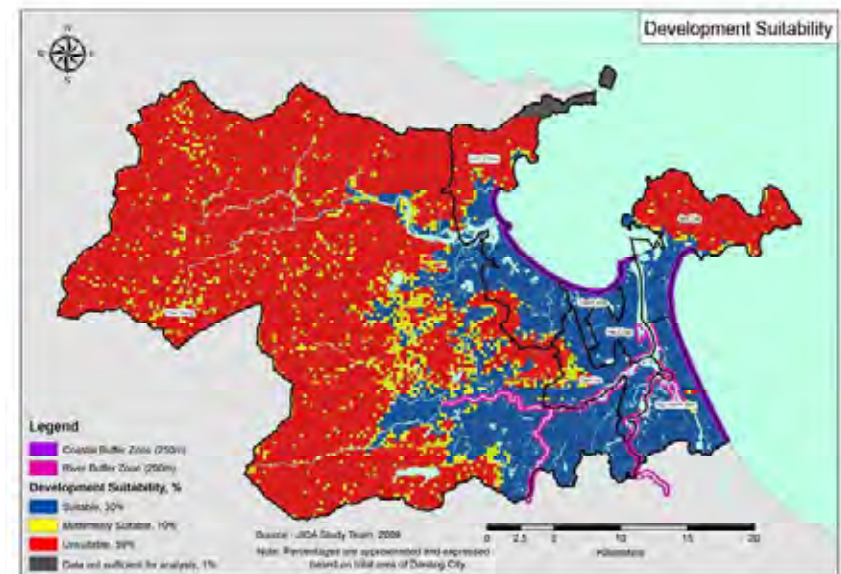 Development Suitability
N
S
Legend
Coastal Buffer Zone (250m)
River Buffer Zone (250m)
Development Suitability, %
Suitable, 30%
Moderately Suitable, 10%
Unsuitable, 59%
Data not sufficient for analysis, 1%
Source : JICA Study Team, 2009
Note: Percentages are approximated and expressed
based on total area of Danang City
0 2.5 5 10 15 20
Kilometers